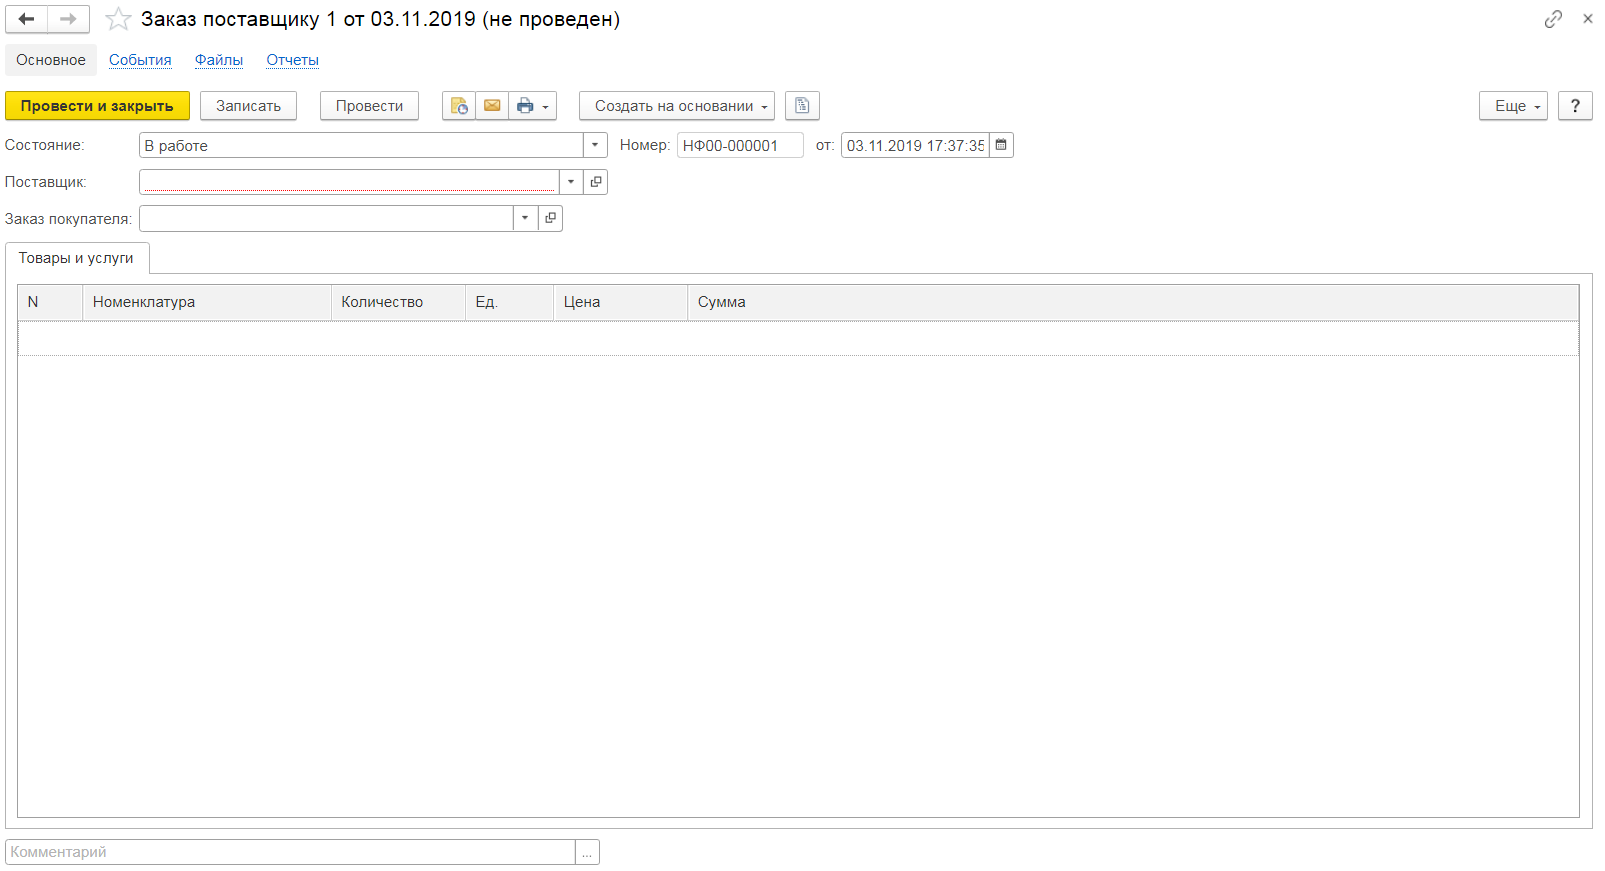 Заказ поставщику 1 от 03.11.2019 (не проведен)
Основное События Файлы Отчеты
Провести и закрыть Записать Провести Создать на основании Еще ?
Состояние: В работе Номер: НФ00-000001 от: 03.11.2019 17:37:35
Поставщик:
Заказ покупателя:
Товары и услуги
N Номенклатура Количество Ед. Цена Сумма
Комментарий ...